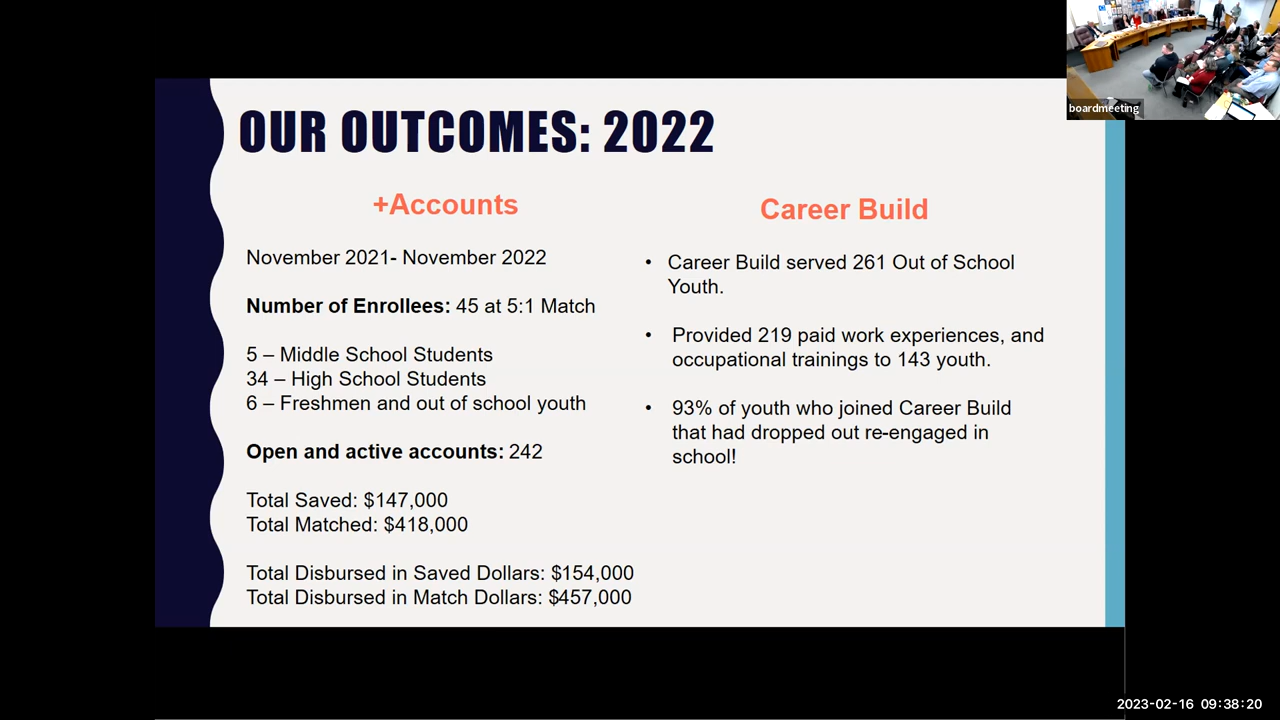 boardmeeting
OUR OUTCOMES: 2022
+Accounts
November 2021- November 2022
Number of Enrollees: 45 at 5:1 Match
5 – Middle School Students
34 – High School Students
6 – Freshmen and out of school youth
Open and active accounts: 242
Total Saved: $147,000
Total Matched: $418,000
Total Disbursed in Saved Dollars: $154,000
Total Disbursed in Match Dollars: $457,000
Career Build
• Career Build served 261 Out of School
Youth.
• Provided 219 paid work experiences, and
occupational trainings to 143 youth.
• 93% of youth who joined Career Build
that had dropped out re-engaged in
school!
2023-02-16 09:38:20